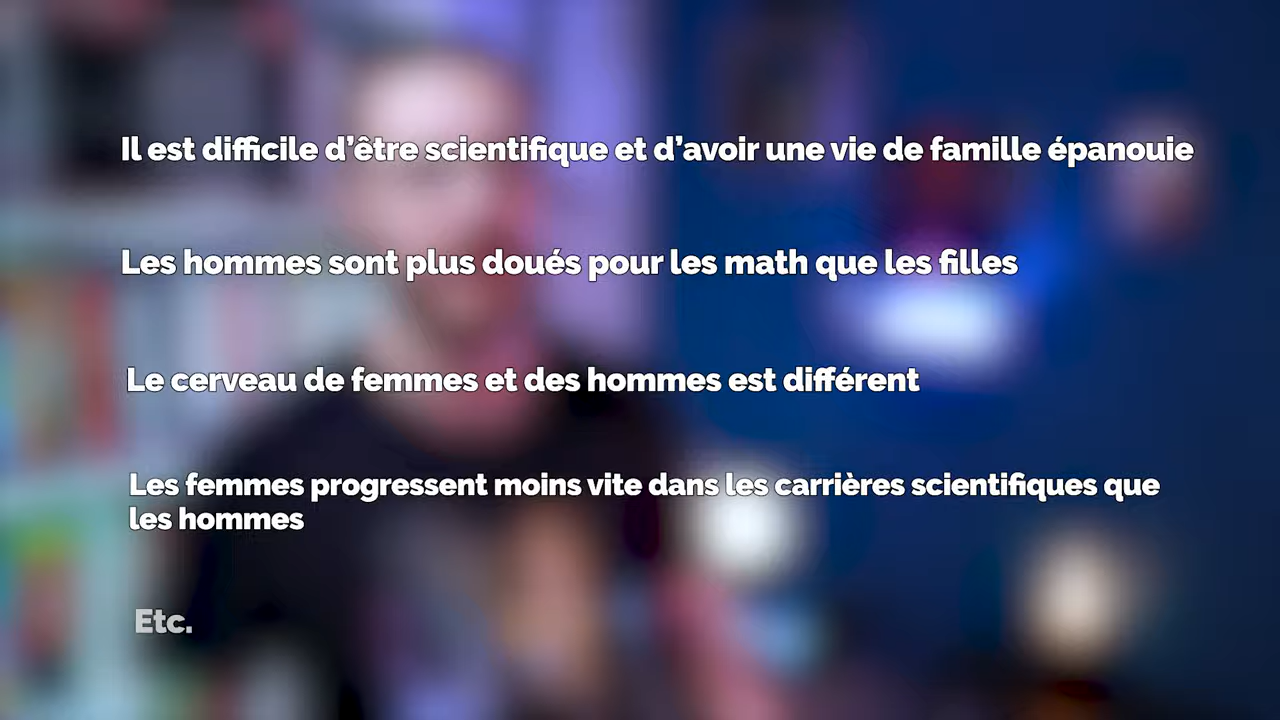 Il est difficile d’être scientifique et d’avoir une vie de famille épanouie
Les hommes sont plus doués pour les math que les filles
Le cerveau de femmes et des hommes est différent
Les femmes progressent moins vite dans les carrières scientifiques que
les hommes
Etc.